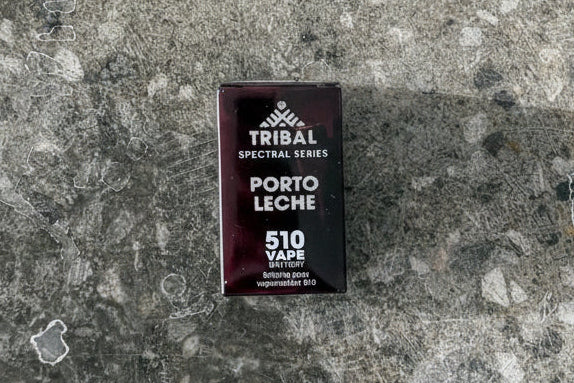 TRIBAL
SPECTRAL SERIES
PORTO
LECHE
510
VAPE